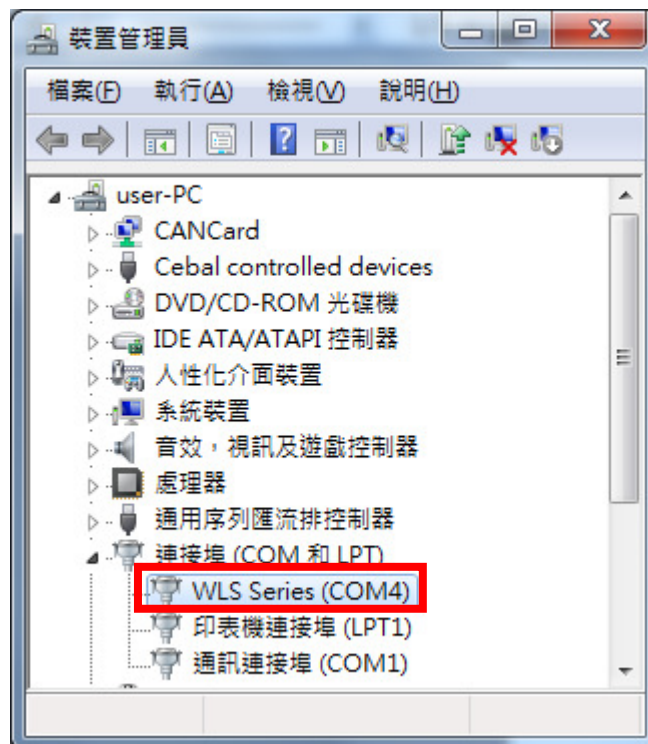 裝置管理員
檔案(F) 執行(A) 檢視(V) 說明(H)
user-PC
CANCard
Cebal controlled devices
DVD/CD-ROM 光碟機
IDE ATA/ATAPI 控制器
人性化介面裝置
系統裝置
音效，視訊及遊戲控制器
處理器
通用序列匯流排控制器
連接埠 (COM 和 LPT)
WLS Series (COM4)
印表機連接埠 (LPT1)
通訊連接埠 (COM1)